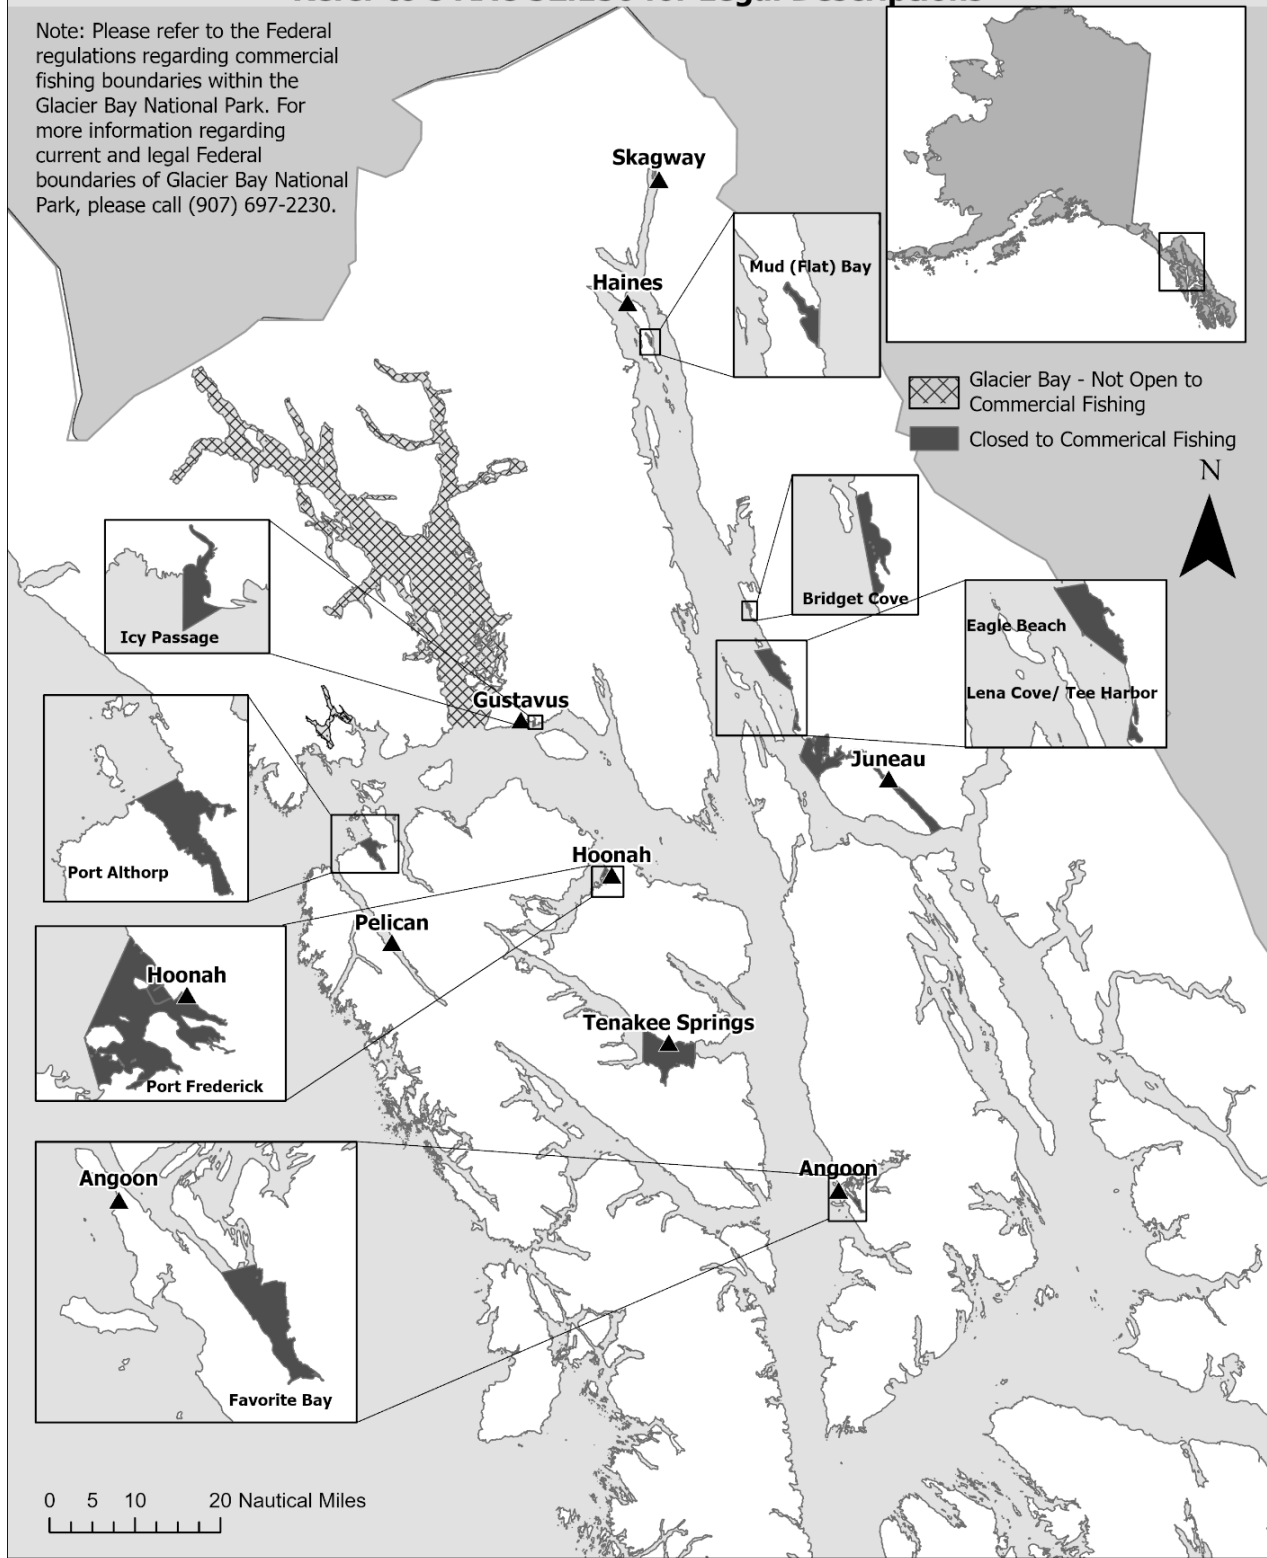 Note: Please refer to the Federal
regulations regarding commercial
fishing boundaries within the
Glacier Bay National Park. For
more information regarding
current and legal Federal
boundaries of Glacier Bay National
Park, please call (907) 697-2230.
Skagway
Mud (Flat) Bay
Haines
Glacier Bay - Not Open to
Commercial Fishing
Closed to Commerical Fishing
N
Bridget Cove
Icy Passage
Eagle Beach
Lena Cove/ Tee Harbor
Gustavus
Juneau
Port Althorp
Hoonah
Pelican
Hoonah
Port Frederick
Tenakee Springs
Angoon
Angoon
Favorite Bay
0 5 10 20 Nautical Miles